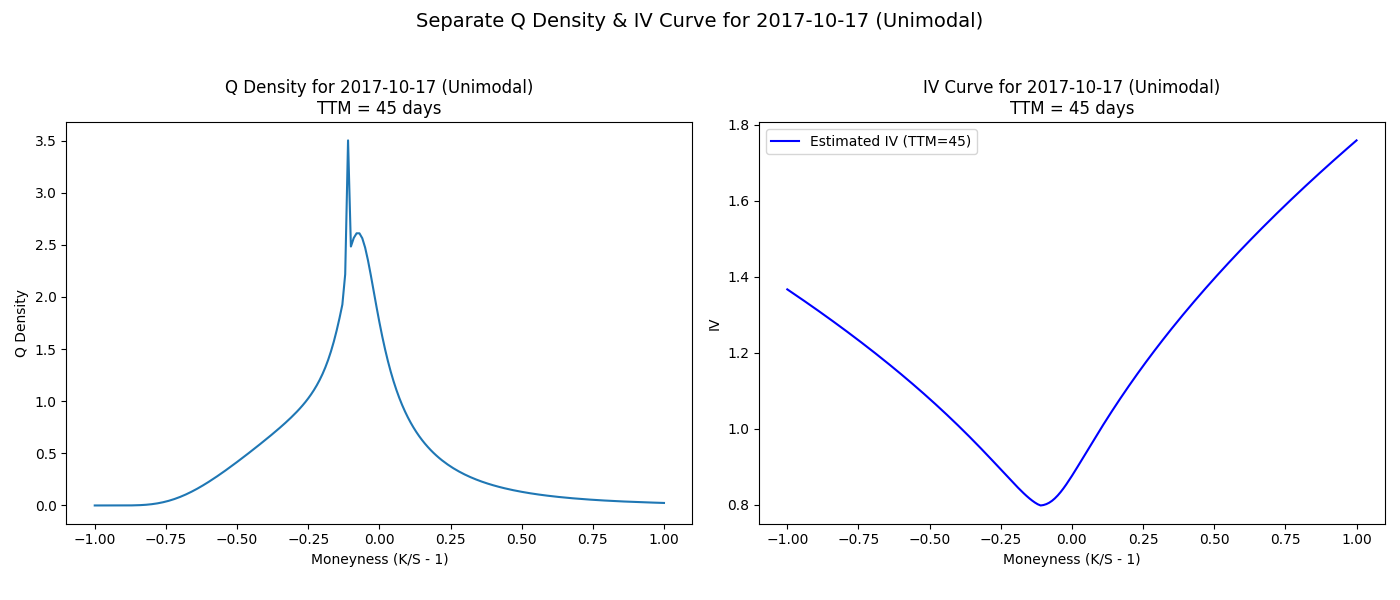 Separate Q Density & IV Curve for 2017-10-17 (Unimodal)
Q Density for 2017-10-17 (Unimodal)
TTM = 45 days
Q Density
3.5
3.0
2.5
2.0
1.5
1.0
0.5
0.0
−1.00 −0.75 −0.50 −0.25 0.00 0.25 0.50 0.75 1.00
Moneyness (K/S - 1)
IV Curve for 2017-10-17 (Unimodal)
TTM = 45 days
Estimated IV (TTM=45)
IV
1.8
1.6
1.4
1.2
1.0
0.8
−1.00 −0.75 −0.50 −0.25 0.00 0.25 0.50 0.75 1.00
Moneyness (K/S - 1)